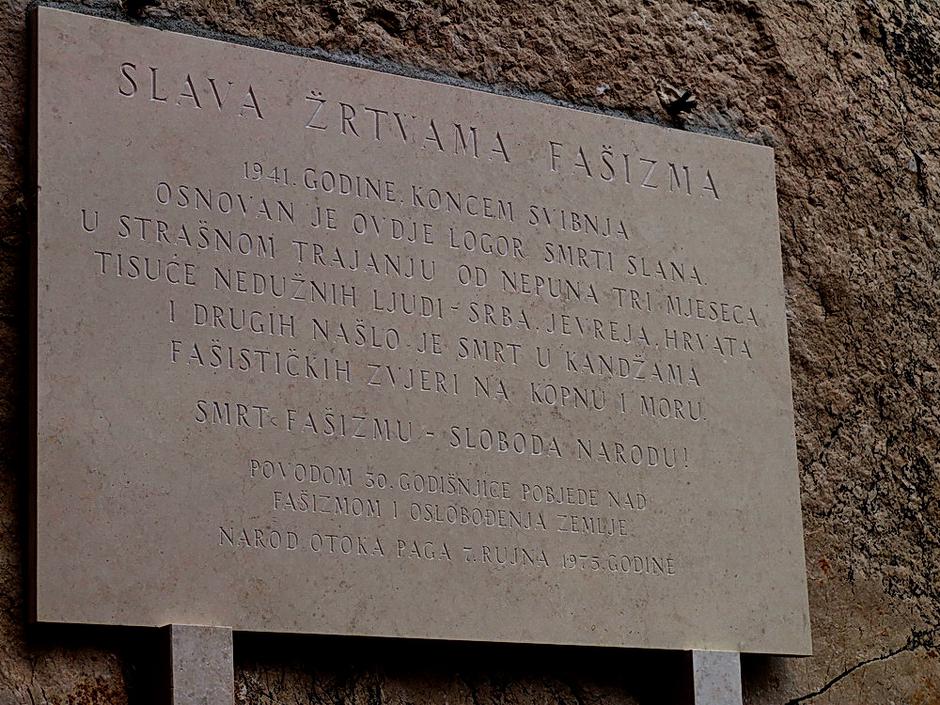 SLAVA ŽRTVAMA FAŠIZMA
1941. GODINE, KONCEM SVIBNJA
OSNOVAN JE OVDJE LOGOR SMRTI SLANA.
U STRAŠNOM TRAJANJU OD NEPUNA TRI MJESECA
TISUĆE NEDUŽNIH LJUDI - SRBA, JEVREJA, HRVATA
I DRUGIH NAŠLO JE SMRT U KANDŽAMA
FAŠISTIČKIH ZVJERI NA KOPNU I MORU.
SMRT FAŠIZMU - SLOBODA NARODU!
POVODOM 30. GODIŠNJICE POBJEDE NAD
FAŠIZMOM I OSLOBOĐENJA ZEMLJE
NAROD OTOKA PAGA 7. RUJNA 1975. GODINE